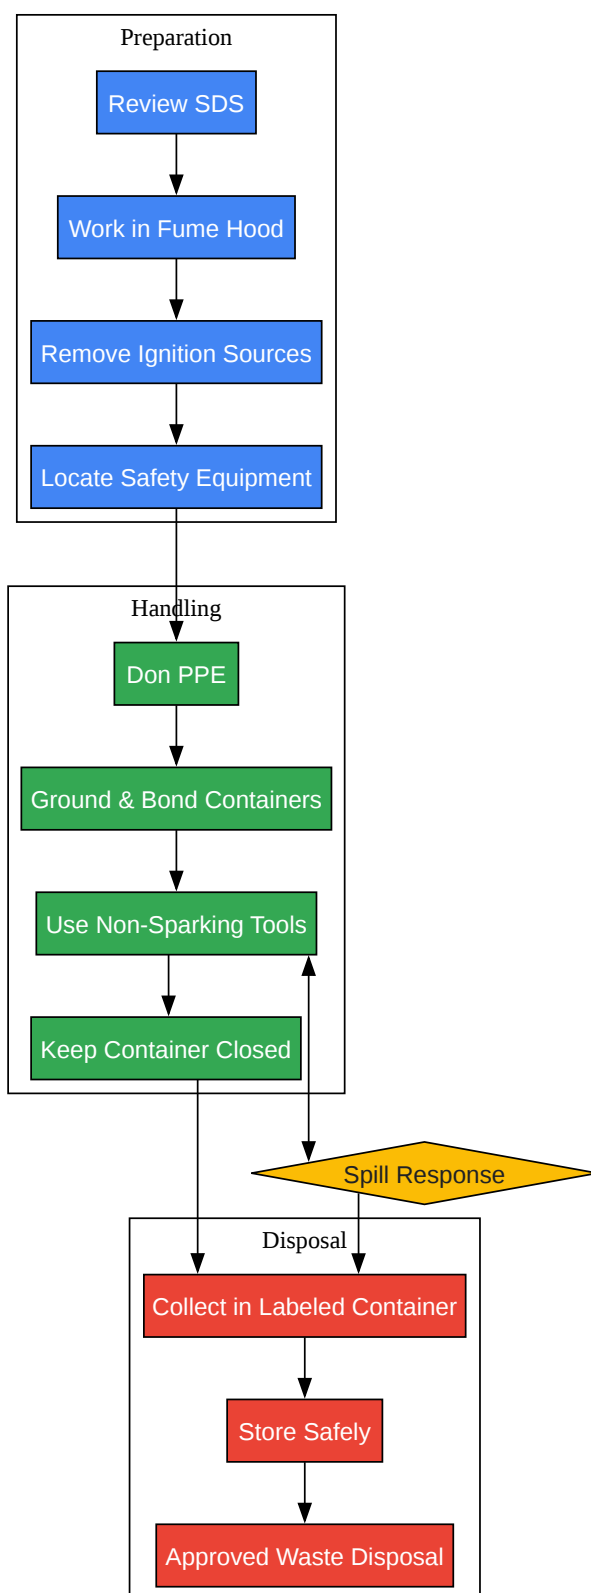 Preparation
Review SDS
Work in Fume Hood
Remove Ignition Sources
Locate Safety Equipment
Handling
Don PPE
Ground & Bond Containers
Use Non-Sparking Tools
Keep Container Closed
Spill Response
Disposal
Collect in Labeled Container
Store Safely
Approved Waste Disposal